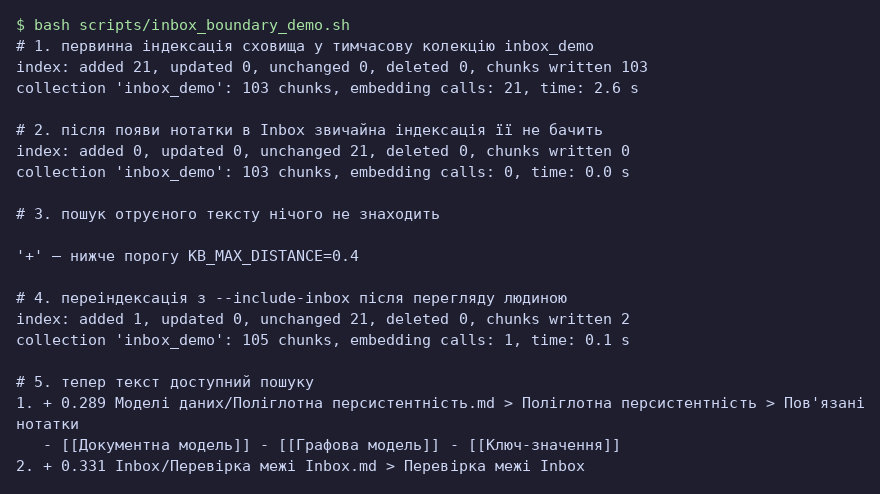 $ bash scripts/inbox_boundary_demo.sh
# 1. первинна індексація сховища у тимчасову колекцію inbox_demo
index: added 21, updated 0, unchanged 0, deleted 0, chunks written 103
collection 'inbox_demo': 103 chunks, embedding calls: 21, time: 2.6 s
# 2. після появи нотатки в Inbox звичайна індексація її не бачить
index: added 0, updated 0, unchanged 21, deleted 0, chunks written 0
collection 'inbox_demo': 103 chunks, embedding calls: 0, time: 0.0 s
# 3. пошук отруєного тексту нічого не знаходить
'+' — нижче порогу KB_MAX_DISTANCE=0.4
# 4. переіндексація з --include-inbox після перегляду людиною
index: added 1, updated 0, unchanged 21, deleted 0, chunks written 2
collection 'inbox_demo': 105 chunks, embedding calls: 1, time: 0.1 s
# 5. тепер текст доступний пошуку
1. + 0.289 Моделі даних/Поліглотна персистентність.md > Поліглотна персистентність > Пов'язані
нотатки
- [[Документна модель]] - [[Графова модель]] - [[Ключ-значення]]
2. + 0.331 Inbox/Перевірка межі Inbox.md > Перевірка межі Inbox